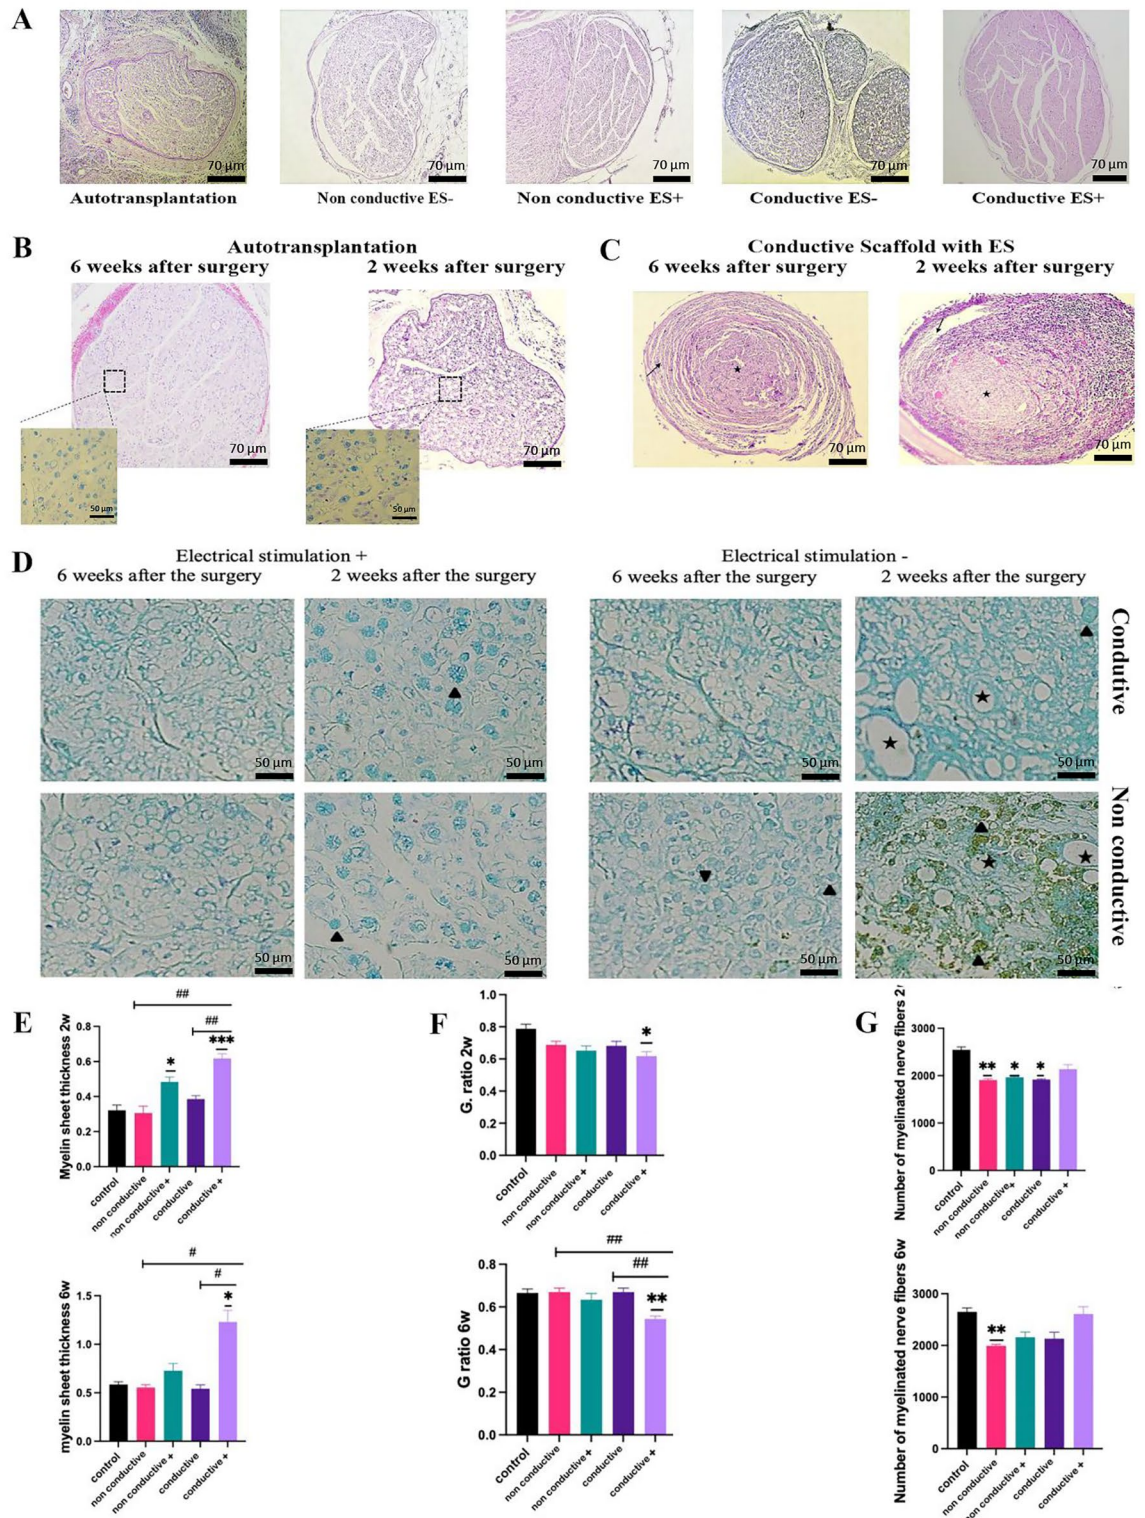 A
70 µm
70 µm
70 µm
70 µm
70 µm
Autotransplantation
Non conductive ES-
Non conductive ES+
Conductive ES-
Conductive ES+
B
Autotransplantation
6 weeks after surgery
2 weeks after surgery
70 µm
70 µm
50 µm
50 µm
C
Conductive Scaffold with ES
6 weeks after surgery
2 weeks after surgery
70 µm
70 µm
D
Electrical stimulation +
6 weeks after the surgery
2 weeks after the surgery
Electrical stimulation -
6 weeks after the surgery
2 weeks after the surgery
50 µm
50 µm
50 µm
50 µm
Condutive
50 µm
50 µm
50 µm
50 µm
Non conductive
E
Myelin sheet thickness 2w
0.8
0.6
0.4
0.2
0.0
##
##
*
***
control
non conductive
non conductive+
conductive
conductive+
myelin sheet thickness 6w
1.5
1.0
0.5
0.0
#
#
*
control
non conductive
non conductive+
conductive
conductive+
F
G. ratio 2w
1.0
0.8
0.6
0.4
0.2
0.0
*
control
non conductive
non conductive+
conductive
conductive+
G ratio 6w
0.8
0.6
0.4
0.2
0.0
##
##
**
control
non conductive
non conductive+
conductive
conductive+
G
Number of myelinated nerve fibers
3000
2000
1000
0
**
*
*
control
non conductive
non conductive+
conductive
conductive+
Number of myelinated nerve fibers 6w
3000
2000
1000
0
**
control
non conductive
non conductive+
conductive
conductive+